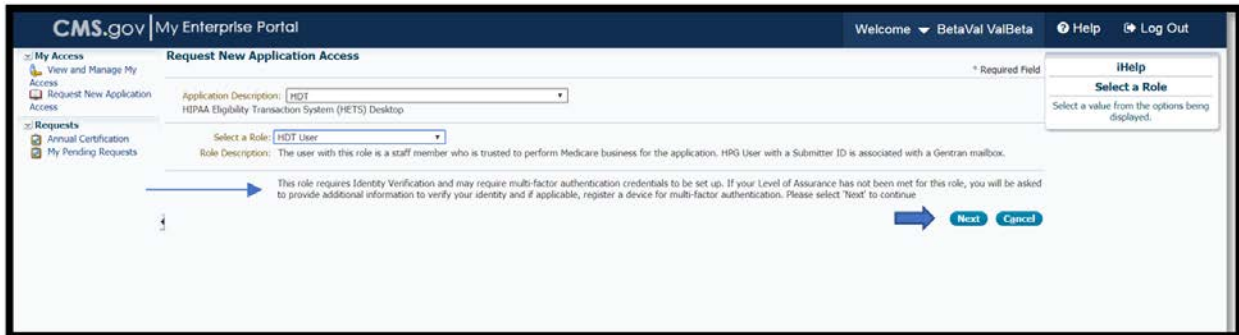 CMS.gov My Enterprise Portal
Welcome BetaVal ValBeta
Help
Log Out
My Access
View and Manage My
Access
Request New Application
Access
Requests
Annual Certification
My Pending Requests
Request New Application Access
* Required Field
Application Description: HDT
HIPAA Eligibility Transaction System (HETS) Desktop
Select a Role: HDT User
Role Description: The user with this role is a staff member who is trusted to perform Medicare business for the application. HPG User with a Submitter ID is associated with a Gentran mailbox.
This role requires Identity Verification and may require multi-factor authentication credentials to be set up. If your Level of Assurance has not been met for this role, you will be asked
to provide additional information to verify your identity and if applicable, register a device for multi-factor authentication. Please select 'Next' to continue
Next
Cancel
iHelp
Select a Role
Select a value from the options being
displayed.